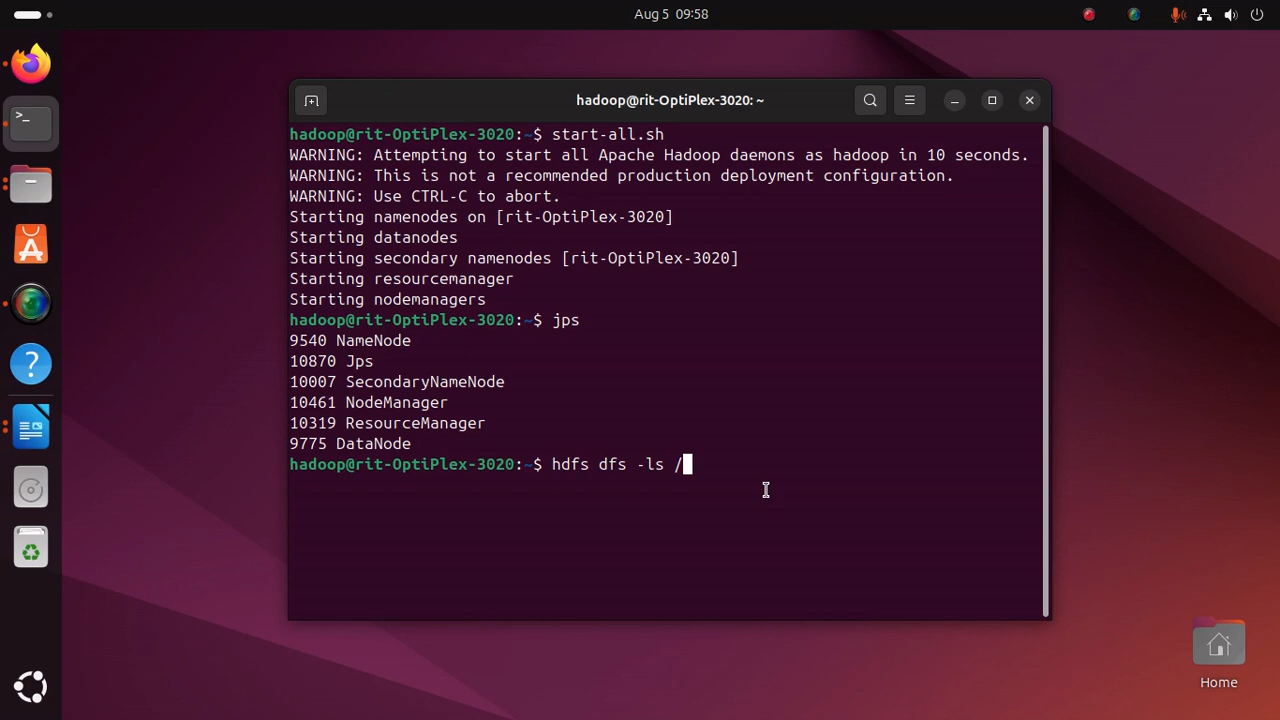 Aug 5 09:58
hadoop@rit-OptiPlex-3020: ~
hadoop@rit-OptiPlex-3020:~$ start-all.sh
WARNING: Attempting to start all Apache Hadoop daemons as hadoop in 10 seconds.
WARNING: This is not a recommended production deployment configuration.
WARNING: Use CTRL-C to abort.
Starting namenodes on [rit-OptiPlex-3020]
Starting datanodes
Starting secondary namenodes [rit-OptiPlex-3020]
Starting resourcemanager
Starting nodemanagers
hadoop@rit-OptiPlex-3020:~$ jps
9540 NameNode
10870 Jps
10007 SecondaryNameNode
10461 NodeManager
10319 ResourceManager
9775 DataNode
hadoop@rit-OptiPlex-3020:~$ hdfs dfs -ls /
Home